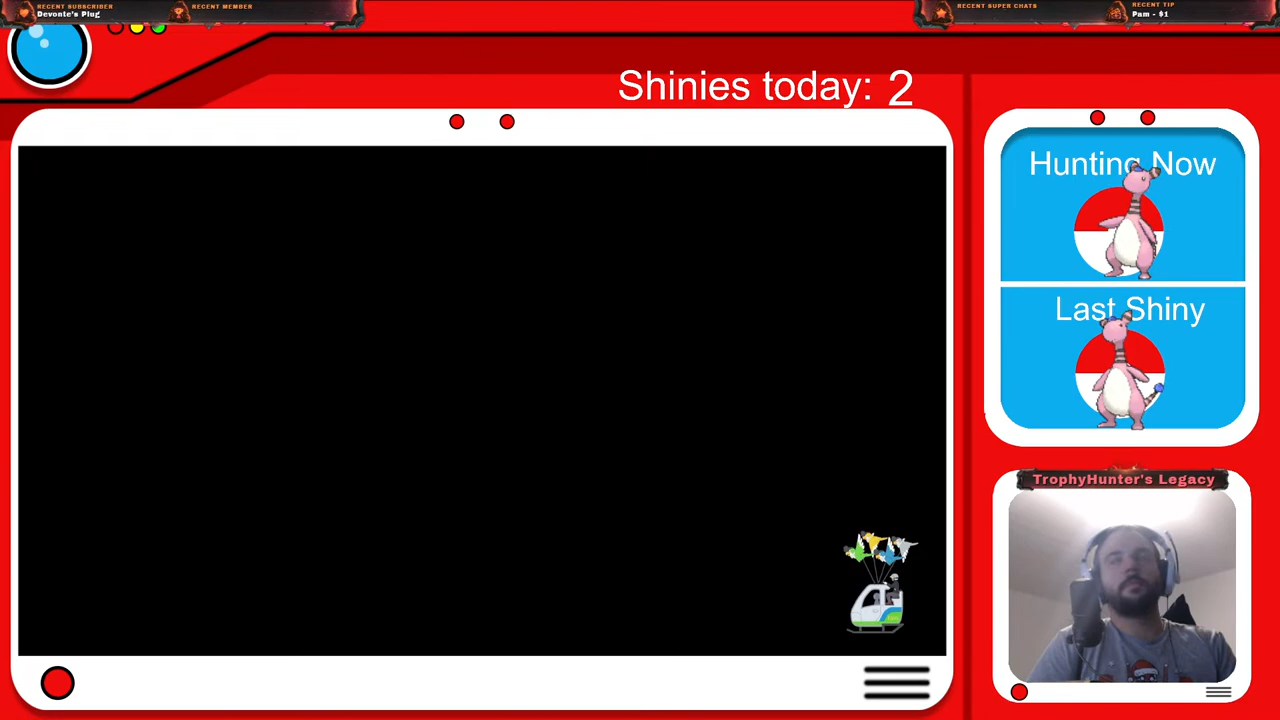 RECENT SUBSCRIBER
Devonte's Plug
RECENT MEMBER
RECENT SUPER CHATS
RECENT TIP
Pam - $1
Shinies today: 2
Hunting Now
Last Shiny
TrophyHunter's Legacy